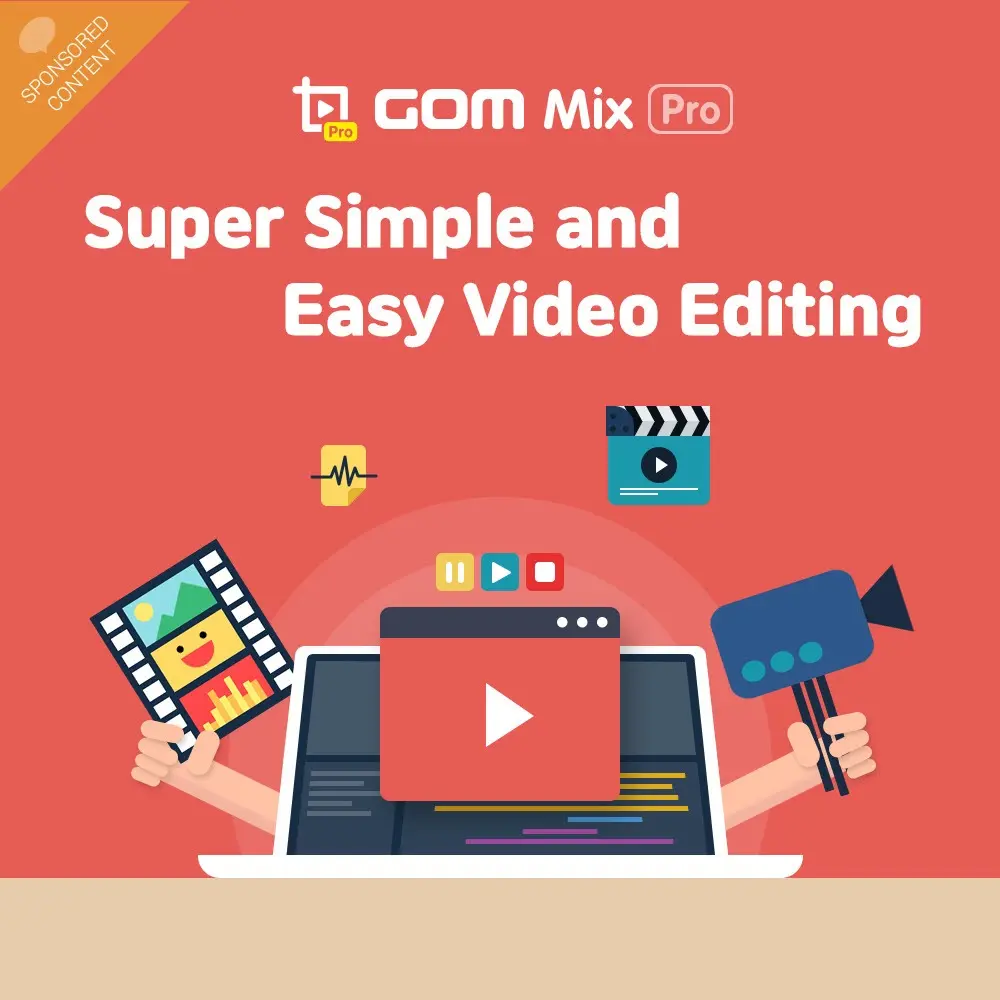 SPONSORED
CONTENT
Pro
GOM Mix Pro
Super Simple and
Easy Video Editing